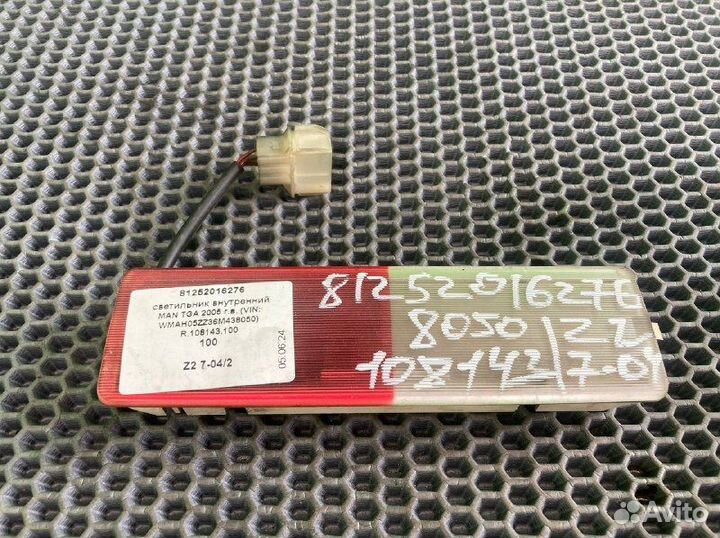 81252016276
светильник внутренний
MAN TGA 2005 г.в. (VIN:
WMAH05ZZ36M438050)
R.108143.100
100
Z2 7-04/2
05.06.24
81252016276
8050 / Z2
108143 / 7-04
Avito